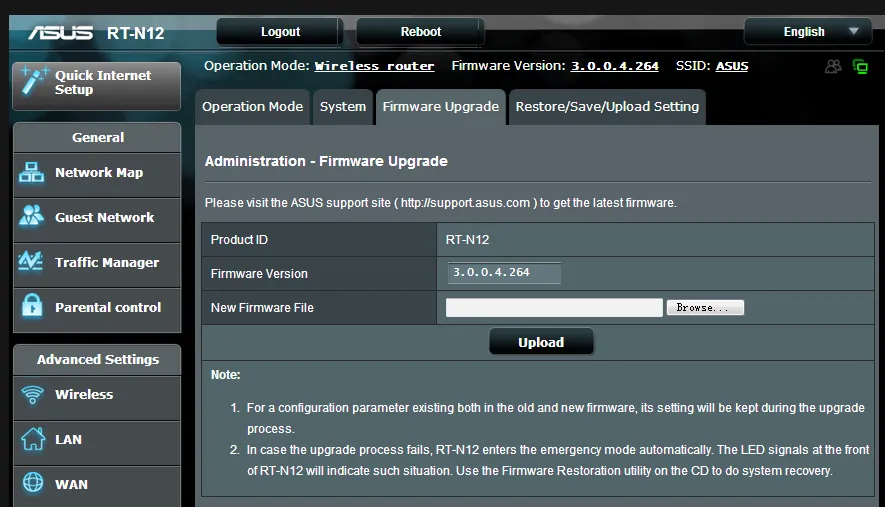 ASUS RT-N12 Logout Reboot English
Operation Mode: Wireless router Firmware Version: 3.0.0.4.264 SSID: ASUS
Quick Internet
Setup
General
Network Map
Guest Network
Traffic Manager
Parental control
Advanced Settings
Wireless
LAN
WAN
Operation Mode System Firmware Upgrade Restore/Save/Upload Setting
Administration - Firmware Upgrade
Please visit the ASUS support site ( http://support.asus.com ) to get the latest firmware.
Product ID RT-N12
Firmware Version 3.0.0.4.264
New Firmware File Browse...
Upload
Note:
1. For a configuration parameter existing both in the old and new firmware, its setting will be kept during the upgrade
process.
2. In case the upgrade process fails, RT-N12 enters the emergency mode automatically. The LED signals at the front
of RT-N12 will indicate such situation. Use the Firmware Restoration utility on the CD to do system recovery.